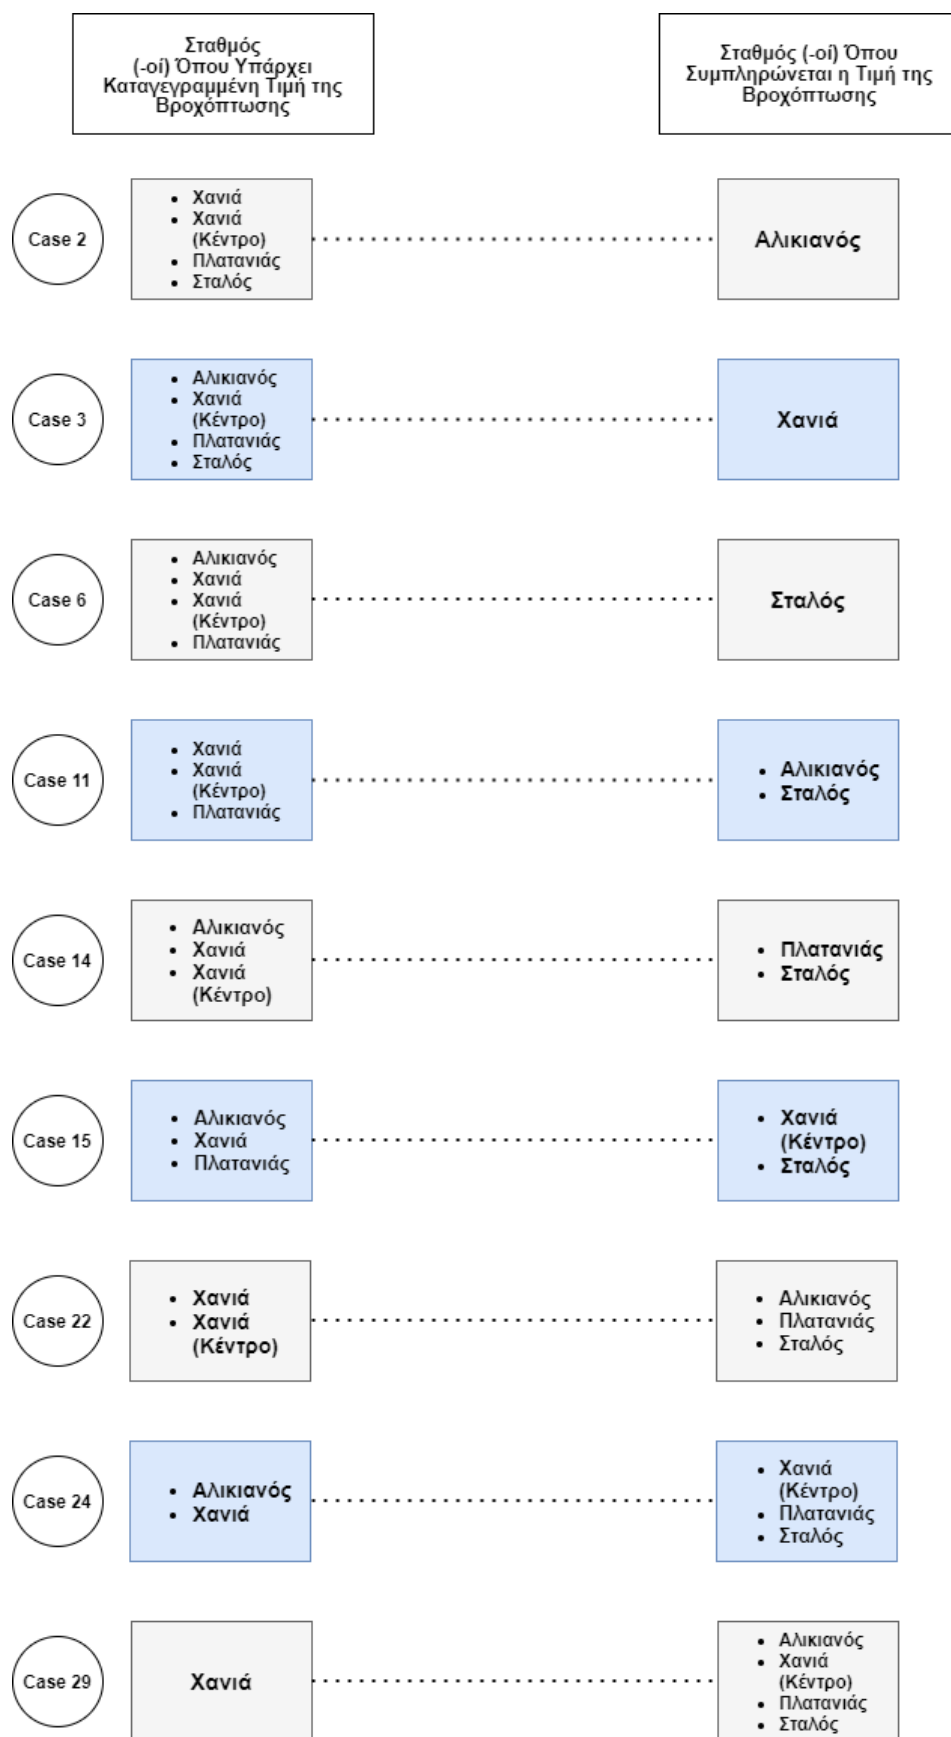 Σταθμός
(-οί) Όπου Υπάρχει
Καταγεγραμμένη Τιμή της
Βροχόπτωσης
Σταθμός (-οί) Όπου
Συμπληρώνεται η Τιμή της
Βροχόπτωσης
Case 2
• Χανιά
• Χανιά
(Κέντρο)
• Πλατανιάς
• Σταλός
Αλικιανός
Case 3
• Αλικιανός
• Χανιά
(Κέντρο)
• Πλατανιάς
• Σταλός
Χανιά
Case 6
• Αλικιανός
• Χανιά
• Χανιά
(Κέντρο)
• Πλατανιάς
Σταλός
Case 11
• Χανιά
• Χανιά
(Κέντρο)
• Πλατανιάς
• Αλικιανός
• Σταλός
Case 14
• Αλικιανός
• Χανιά
• Χανιά
(Κέντρο)
• Πλατανιάς
• Σταλός
Case 15
• Αλικιανός
• Χανιά
• Πλατανιάς
• Χανιά
(Κέντρο)
• Σταλός
Case 22
• Χανιά
• Χανιά
(Κέντρο)
• Αλικιανός
• Πλατανιάς
• Σταλός
Case 24
• Αλικιανός
• Χανιά
• Χανιά
(Κέντρο)
• Πλατανιάς
• Σταλός
Case 29
Χανιά
• Αλικιανός
• Χανιά
(Κέντρο)
• Πλατανιάς
• Σταλός